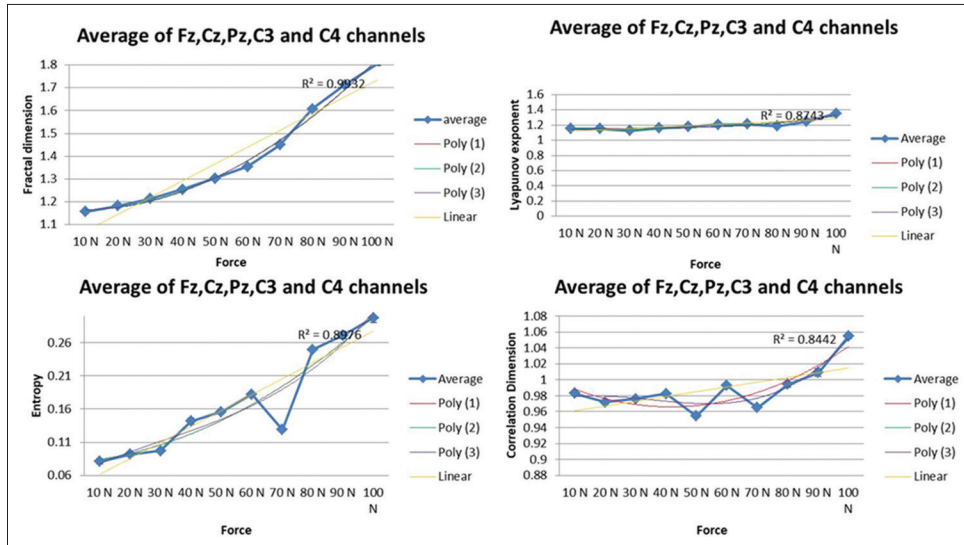 Average of Fz,Cz,Pz,C3 and C4 channels
Fractal dimension
1.8
1.7
1.6
1.5
1.4
1.3
1.2
1.1
R² = 0.9932
10 N 20 N 30 N 40 N 50 N 60 N 70 N 80 N 90 N 100 N
Force
average
Poly (1)
Poly (2)
Poly (3)
Linear
Average of Fz,Cz,Pz,C3 and C4 channels
Lyapunov exponent
1.6
1.4
1.2
1
0.8
0.6
0.4
0.2
0
R² = 0.8743
10 N 20 N 30 N 40 N 50 N 60 N 70 N 80 N 90 N 100
N
Force
Average
Poly (1)
Poly (2)
Poly (3)
Linear
Average of Fz,Cz,Pz,C3 and C4 channels
Entropy
0.26
0.21
0.16
0.11
0.06
R² = 0.8976
10 N 20 N 30 N 40 N 50 N 60 N 70 N 80 N 90 N 100
N
Force
Average
Poly (1)
Poly (2)
Poly (3)
Linear
Average of Fz,Cz,Pz,C3 and C4 channels
Correlation Dimension
1.08
1.06
1.04
1.02
1
0.98
0.96
0.94
0.92
0.9
0.88
R² = 0.8442
10 N 20 N 30 N 40 N 50 N 60 N 70 N 80 N 90 N 100
N
Force
Average
Poly (1)
Poly (2)
Poly (3)
Linear